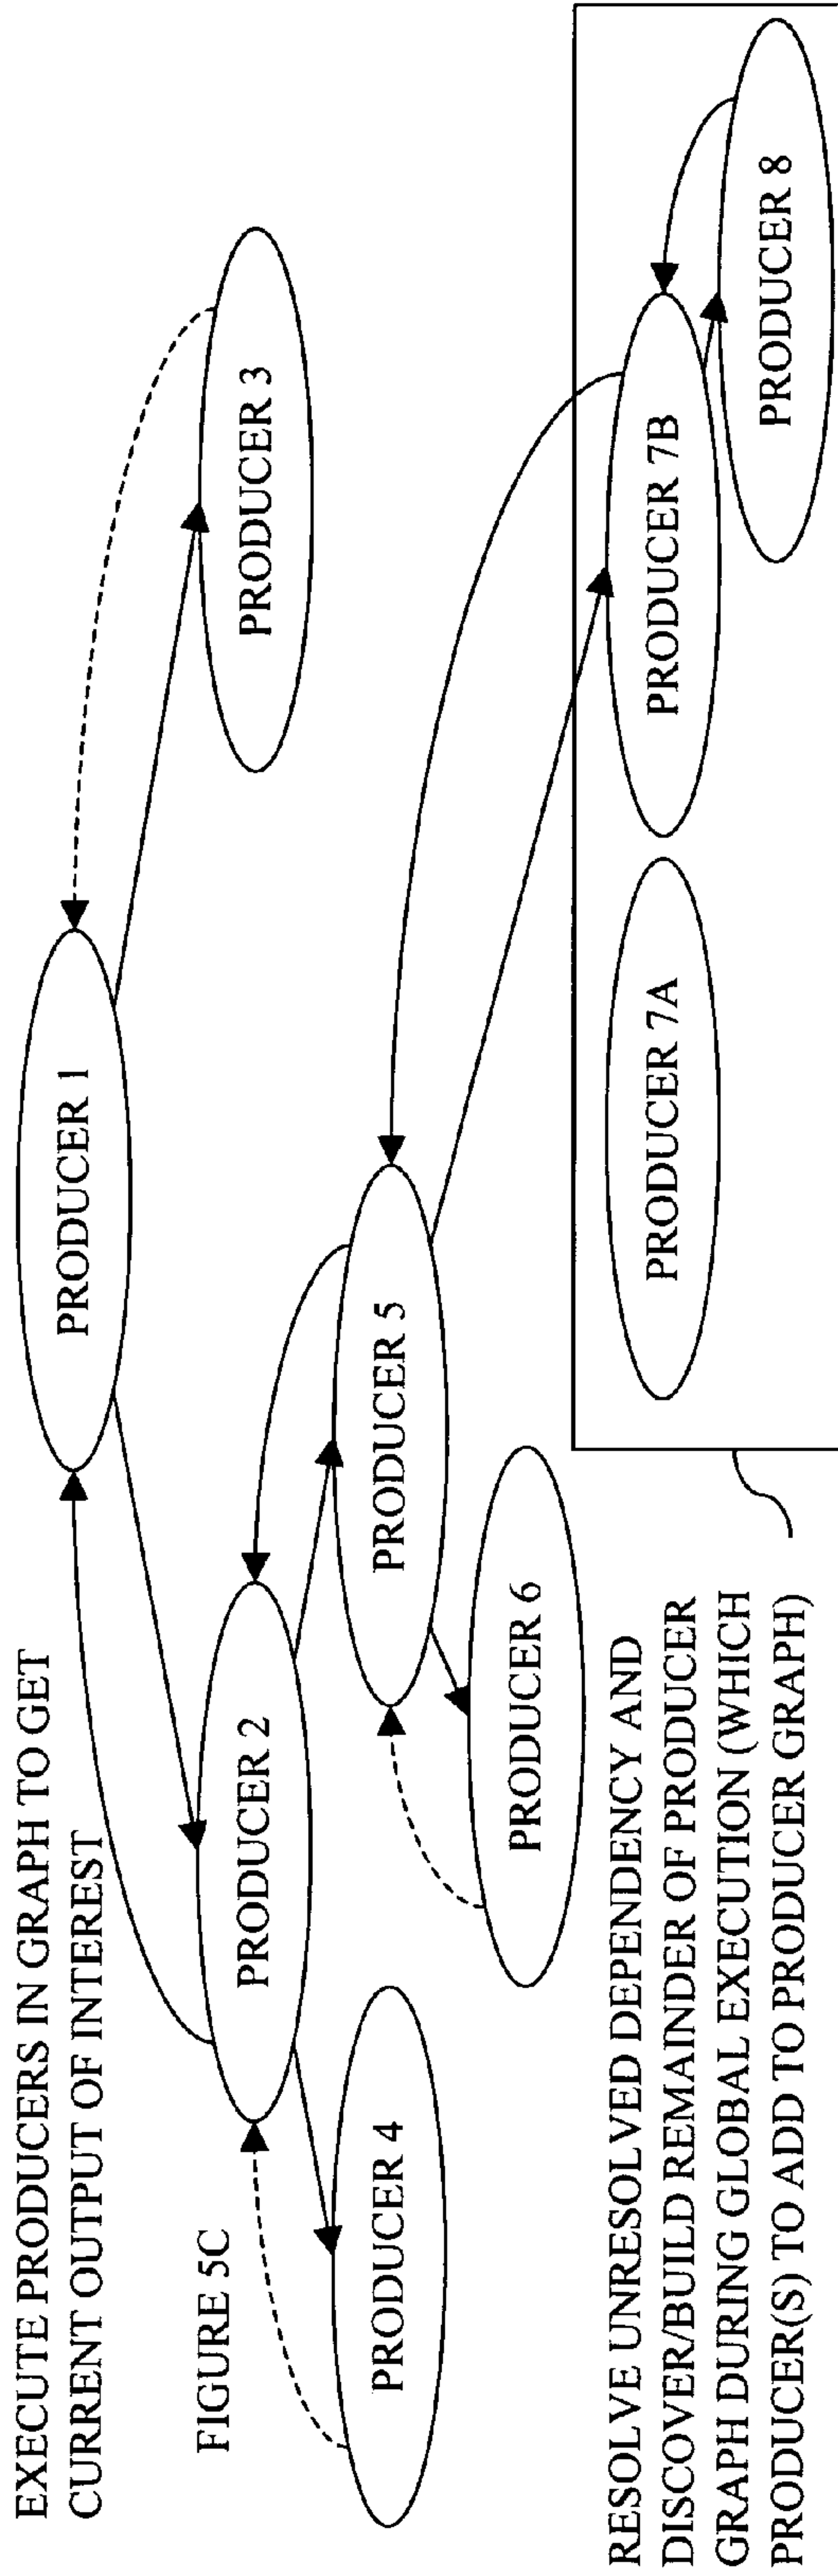 EXECUTE PRODUCERS IN GRAPH TO GET
CURRENT OUTPUT OF INTEREST
FIGURE 5C
PRODUCER 1
PRODUCER 2
PRODUCER 3
PRODUCER 4
PRODUCER 5
PRODUCER 6
PRODUCER 7A
PRODUCER 7B
PRODUCER 8
RESOLVE UNRESOLVED DEPENDENCY AND
DISCOVER/BUILD REMAINDER OF PRODUCER
GRAPH DURING GLOBAL EXECUTION (WHICH
PRODUCER(S) TO ADD TO PRODUCER GRAPH)